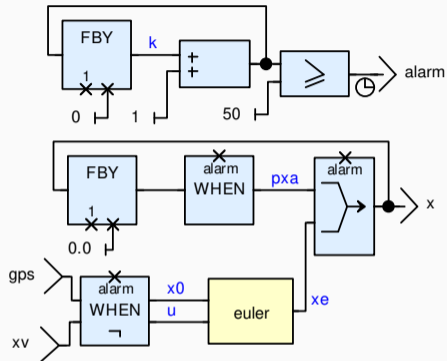 FBY
1
k
+
+
0
1
50
≥
alarm
FBY
1
0.0
alarm
WHEN
pxa
alarm
x
gps
xv
alarm
WHEN
¬
x0
u
euler
xe